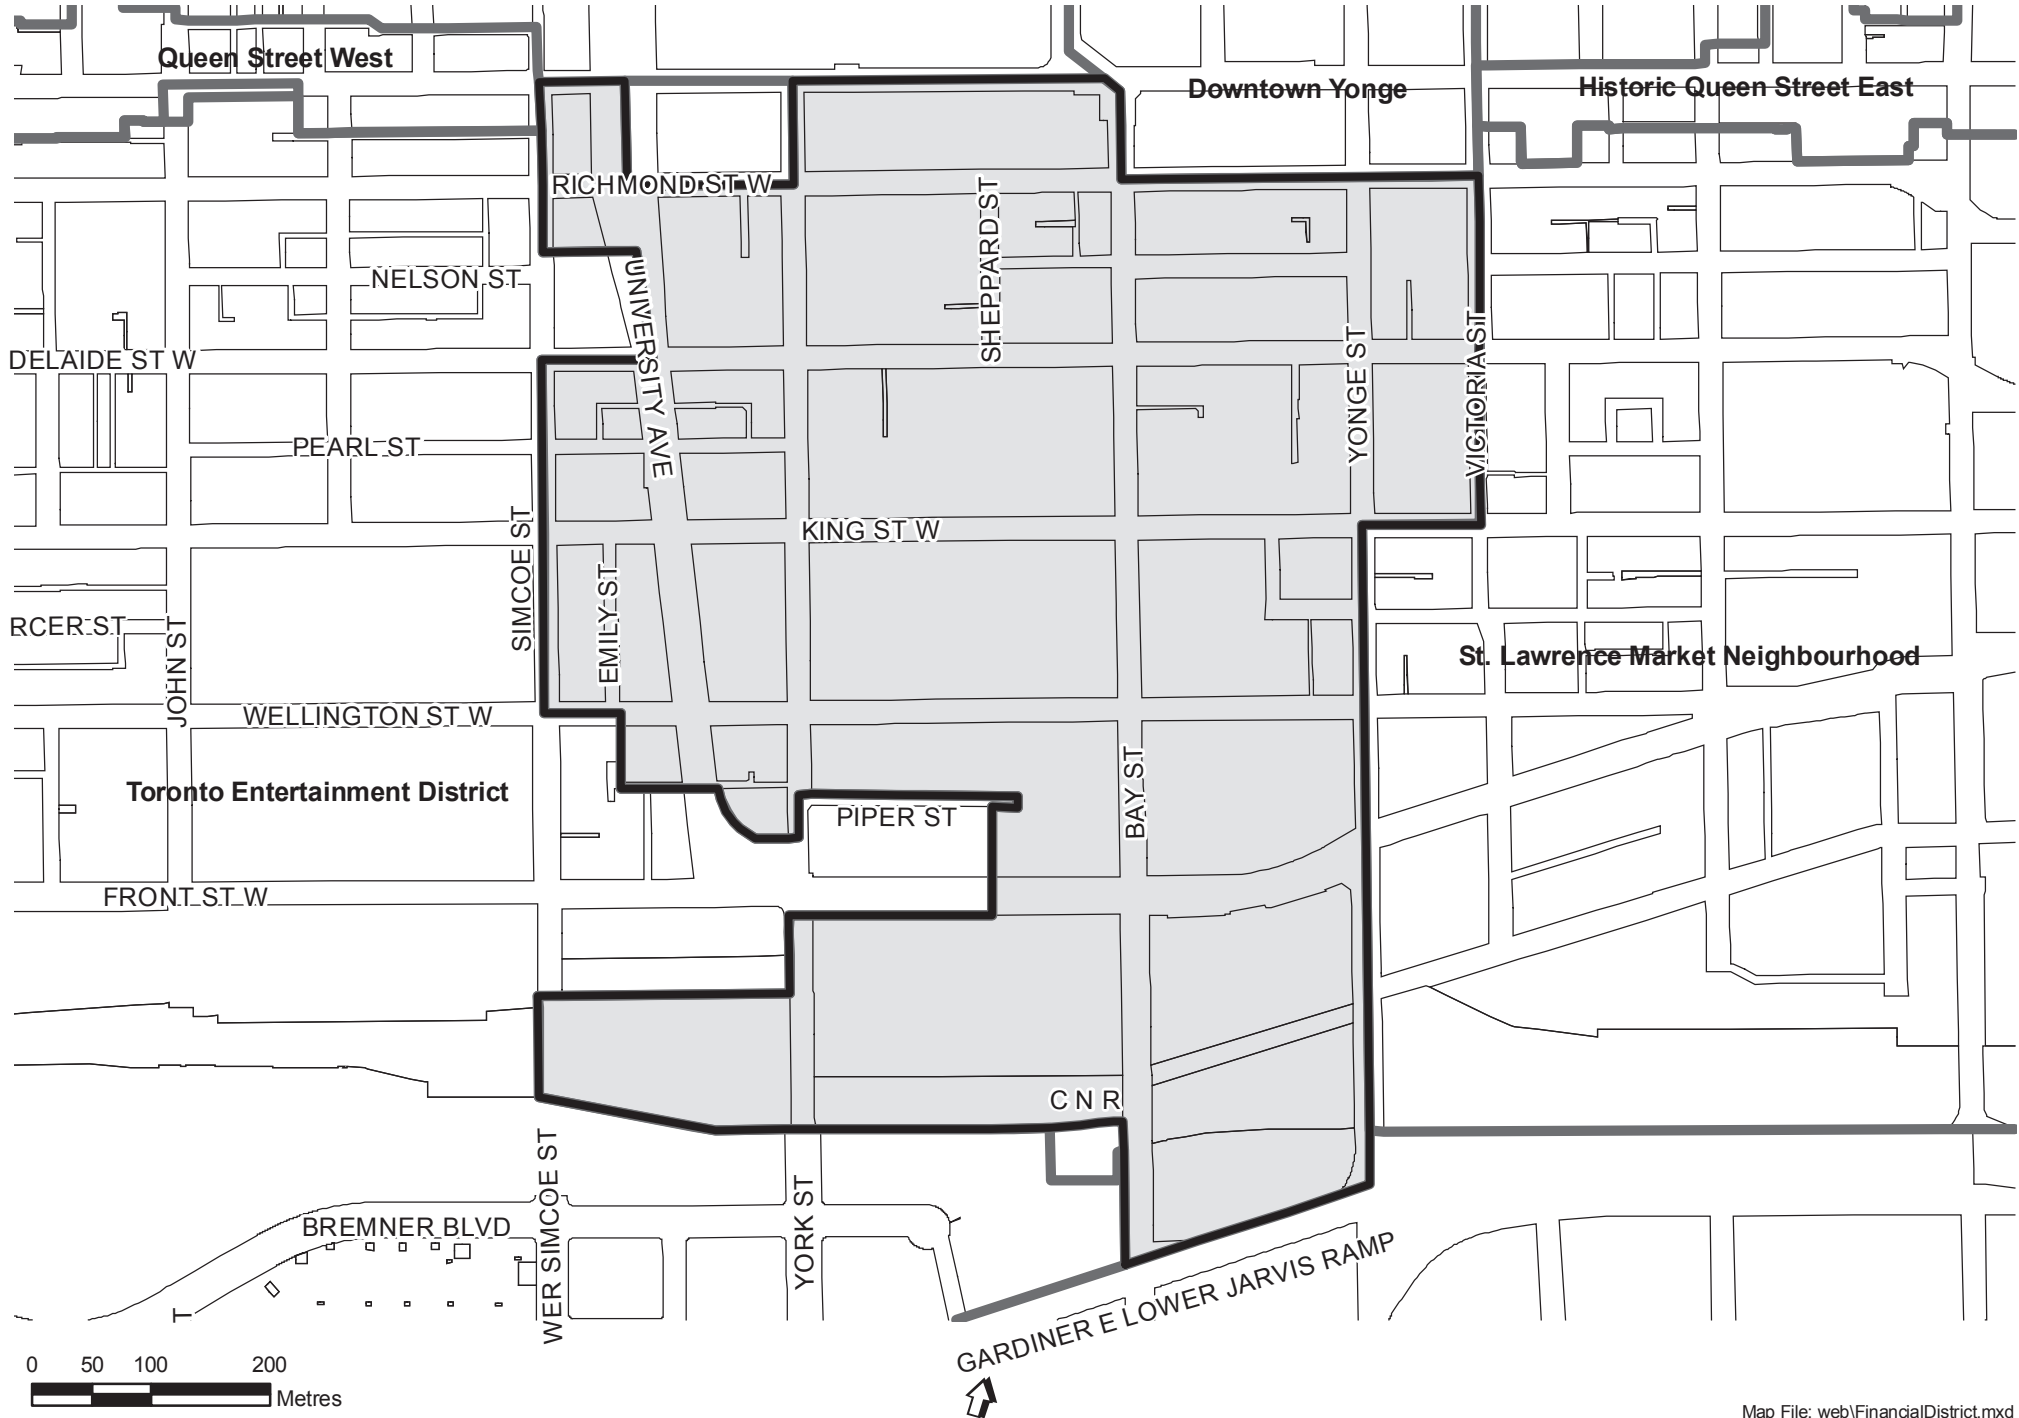 Queen Street West
Downtown Yonge
Historic Queen Street East
RICHMOND ST W
SHEPPARD ST
NELSON ST
UNIVERSITY AVE
DELAIDE ST W
YONGE ST
VICTORIA ST
PEARL ST
SIMCOE ST
KING ST W
EMILY ST
RCER ST
JOHN ST
St. Lawrence Market Neighbourhood
WELLINGTON ST W
BAY ST
Toronto Entertainment District
PIPER ST
FRONT ST W
C N R
WER SIMCOE ST
YORK ST
BREMNER BLVD
T
GARDINER E LOWER JARVIS RAMP
0 50 100 200
Metres
Map File: web\FinancialDistrict.mxd